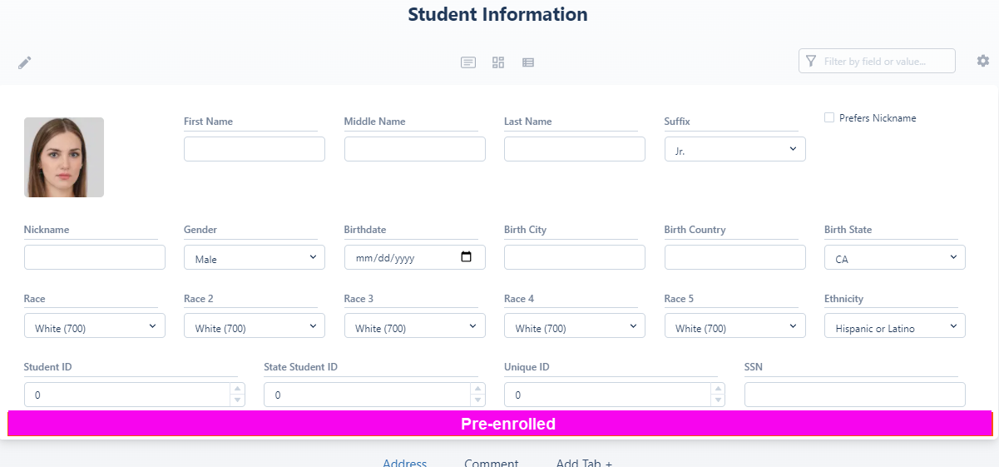 Student Information
Filter by field or value...
First Name Middle Name Last Name Suffix Prefers Nickname
Jr.
Nickname Gender Birthdate Birth City Birth Country Birth State
Male mm/dd/yyyy CA
Race Race 2 Race 3 Race 4 Race 5 Ethnicity
White (700) White (700) White (700) White (700) White (700) Hispanic or Latino
Student ID State Student ID Unique ID SSN
0 0 0
Pre-enrolled
Address Comment Add Tab +